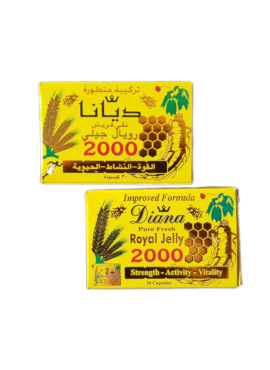 تركيبة متطورة
ديانا
نقي فريش
رويال جيلي
2000
القوة-النشاط-الحيوية
٣٠ كبسولة
Improved Formula
Diana
Pure Fresh
Royal Jelly
2000
Strength - Activity - Vitality
30 Capsules